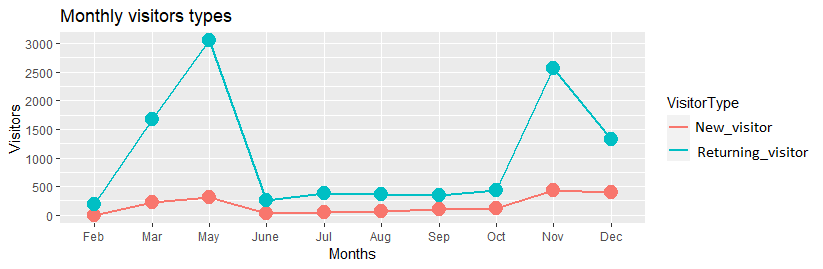 Monthly visitors types
3000
2500
2000
1500
1000
500
0
Visitors
Feb Mar May June Jul Aug Sep Oct Nov Dec
Months
VisitorType
New_visitor
Returning_visitor